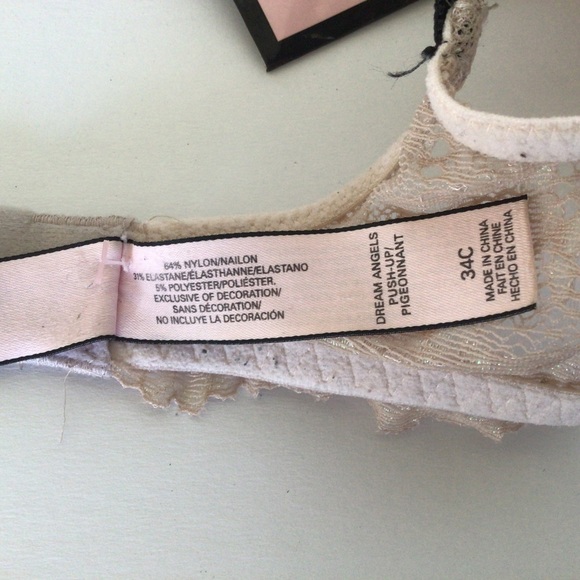 64% NYLON/NAILON
31% ELASTANE/ÉLASTHANNE/ELASTANO
5% POLYESTER/POLIÉSTER.
EXCLUSIVE OF DECORATION/
SANS DÉCORATION/
NO INCLUYE LA DECORACIÓN
DREAM ANGELS
PUSH-UP/
PIGEONNANT
34C
MADE IN CHINA
FAIT EN CHINE
HECHO EN CHINA